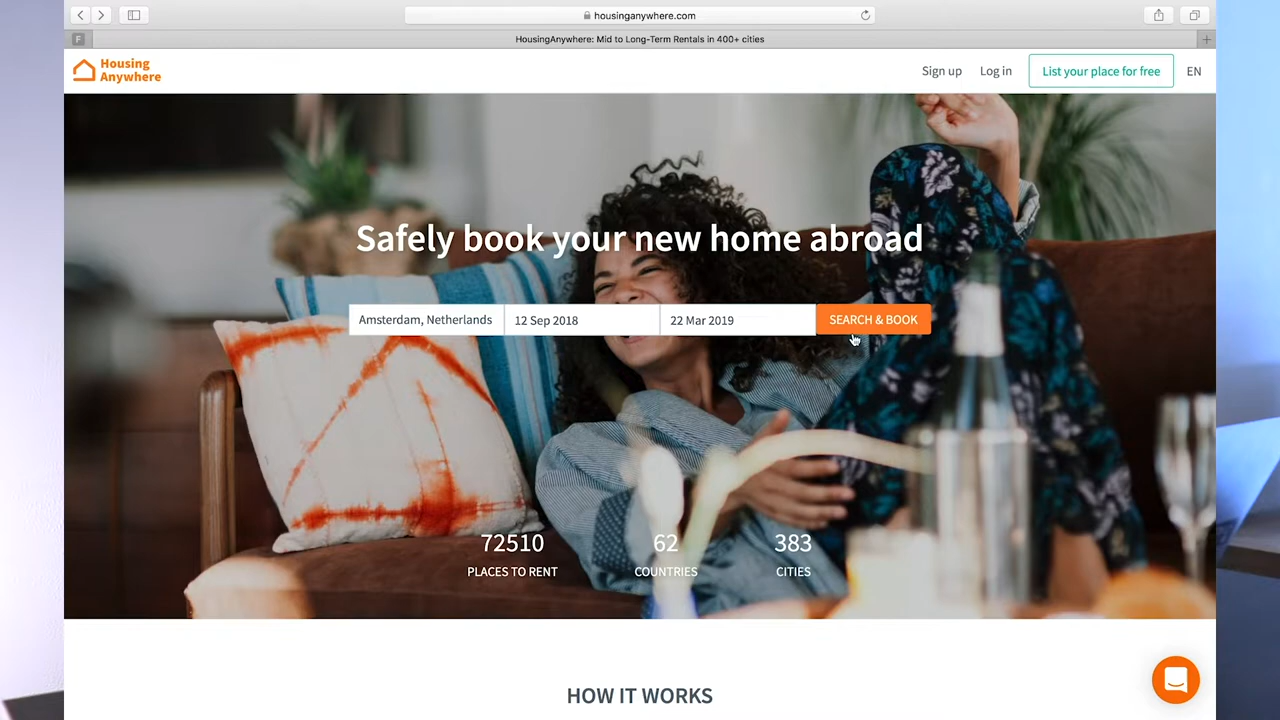 housinganywhere.com
F
HousingAnywhere: Mid to Long-Term Rentals in 400+ cities
Housing
Anywhere
Sign up
Log in
List your place for free
EN
Safely book your new home abroad
Amsterdam, Netherlands
12 Sep 2018
22 Mar 2019
SEARCH & BOOK
72510
62
383
PLACES TO RENT
COUNTRIES
CITIES
HOW IT WORKS